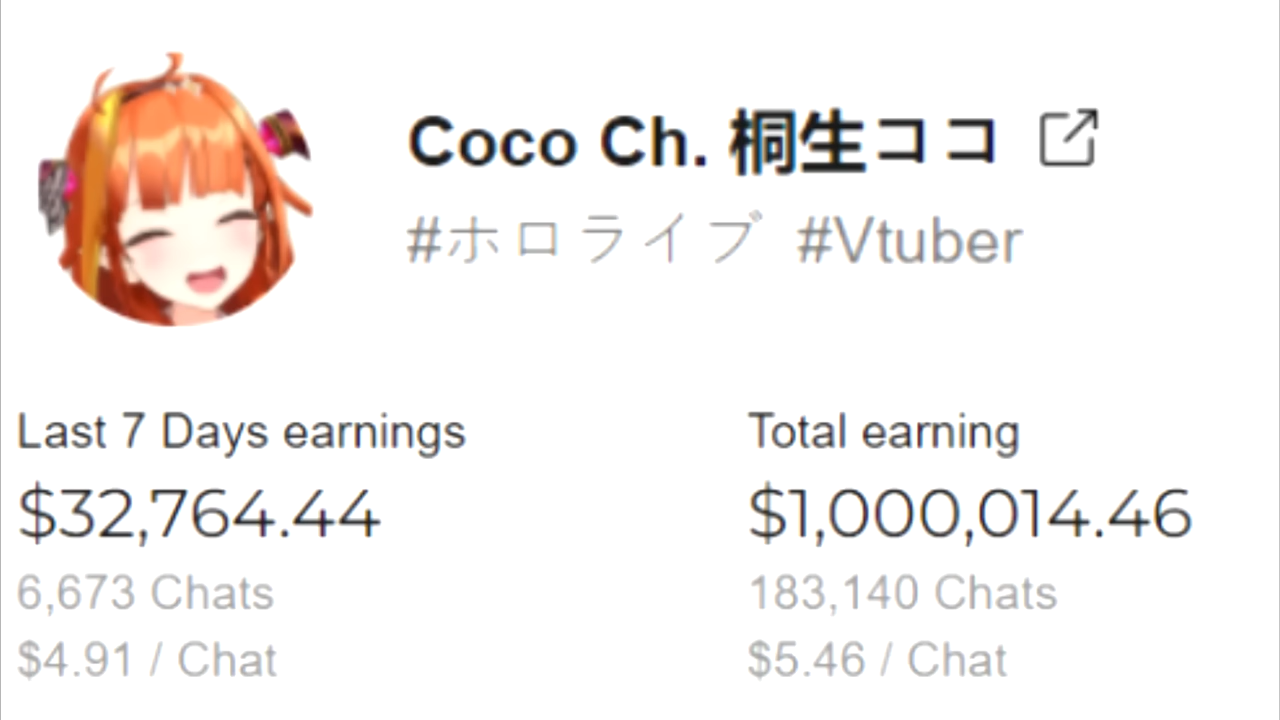 Coco Ch. 桐生ココ
#ホロライブ #Vtuber
Last 7 Days earnings
$32,764.44
6,673 Chats
$4.91 / Chat
Total earning
$1,000,014.46
183,140 Chats
$5.46 / Chat